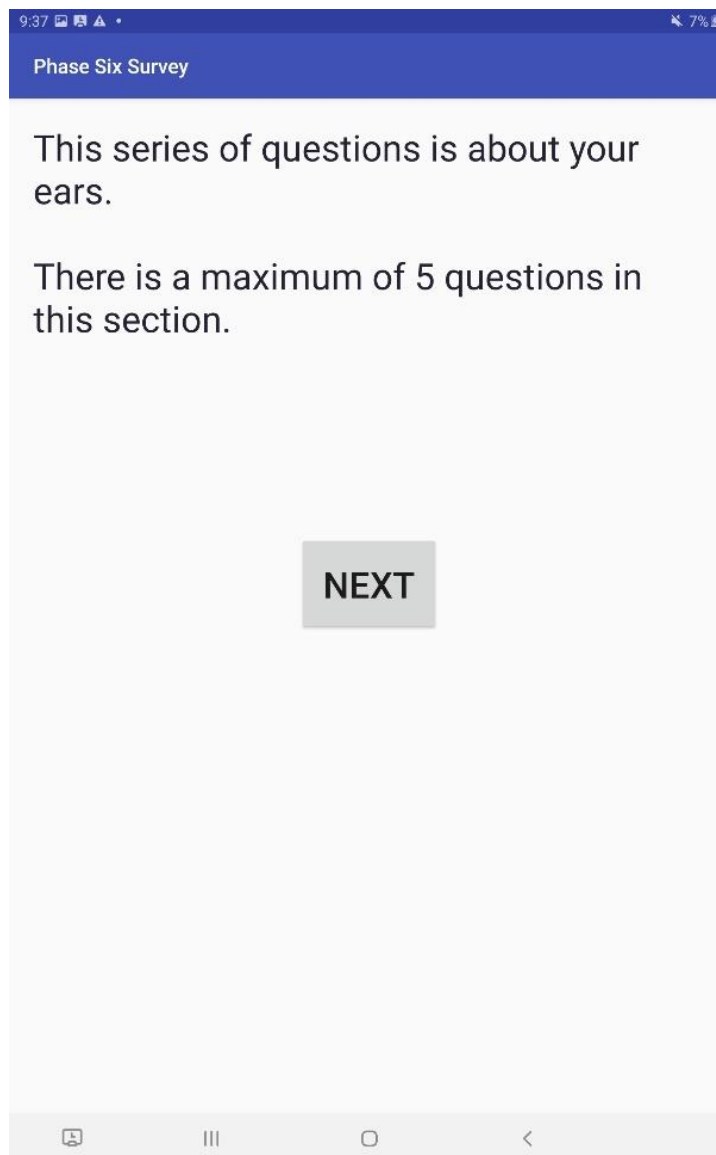 9:37 7%
Phase Six Survey
This series of questions is about your
ears.
There is a maximum of 5 questions in
this section.
NEXT